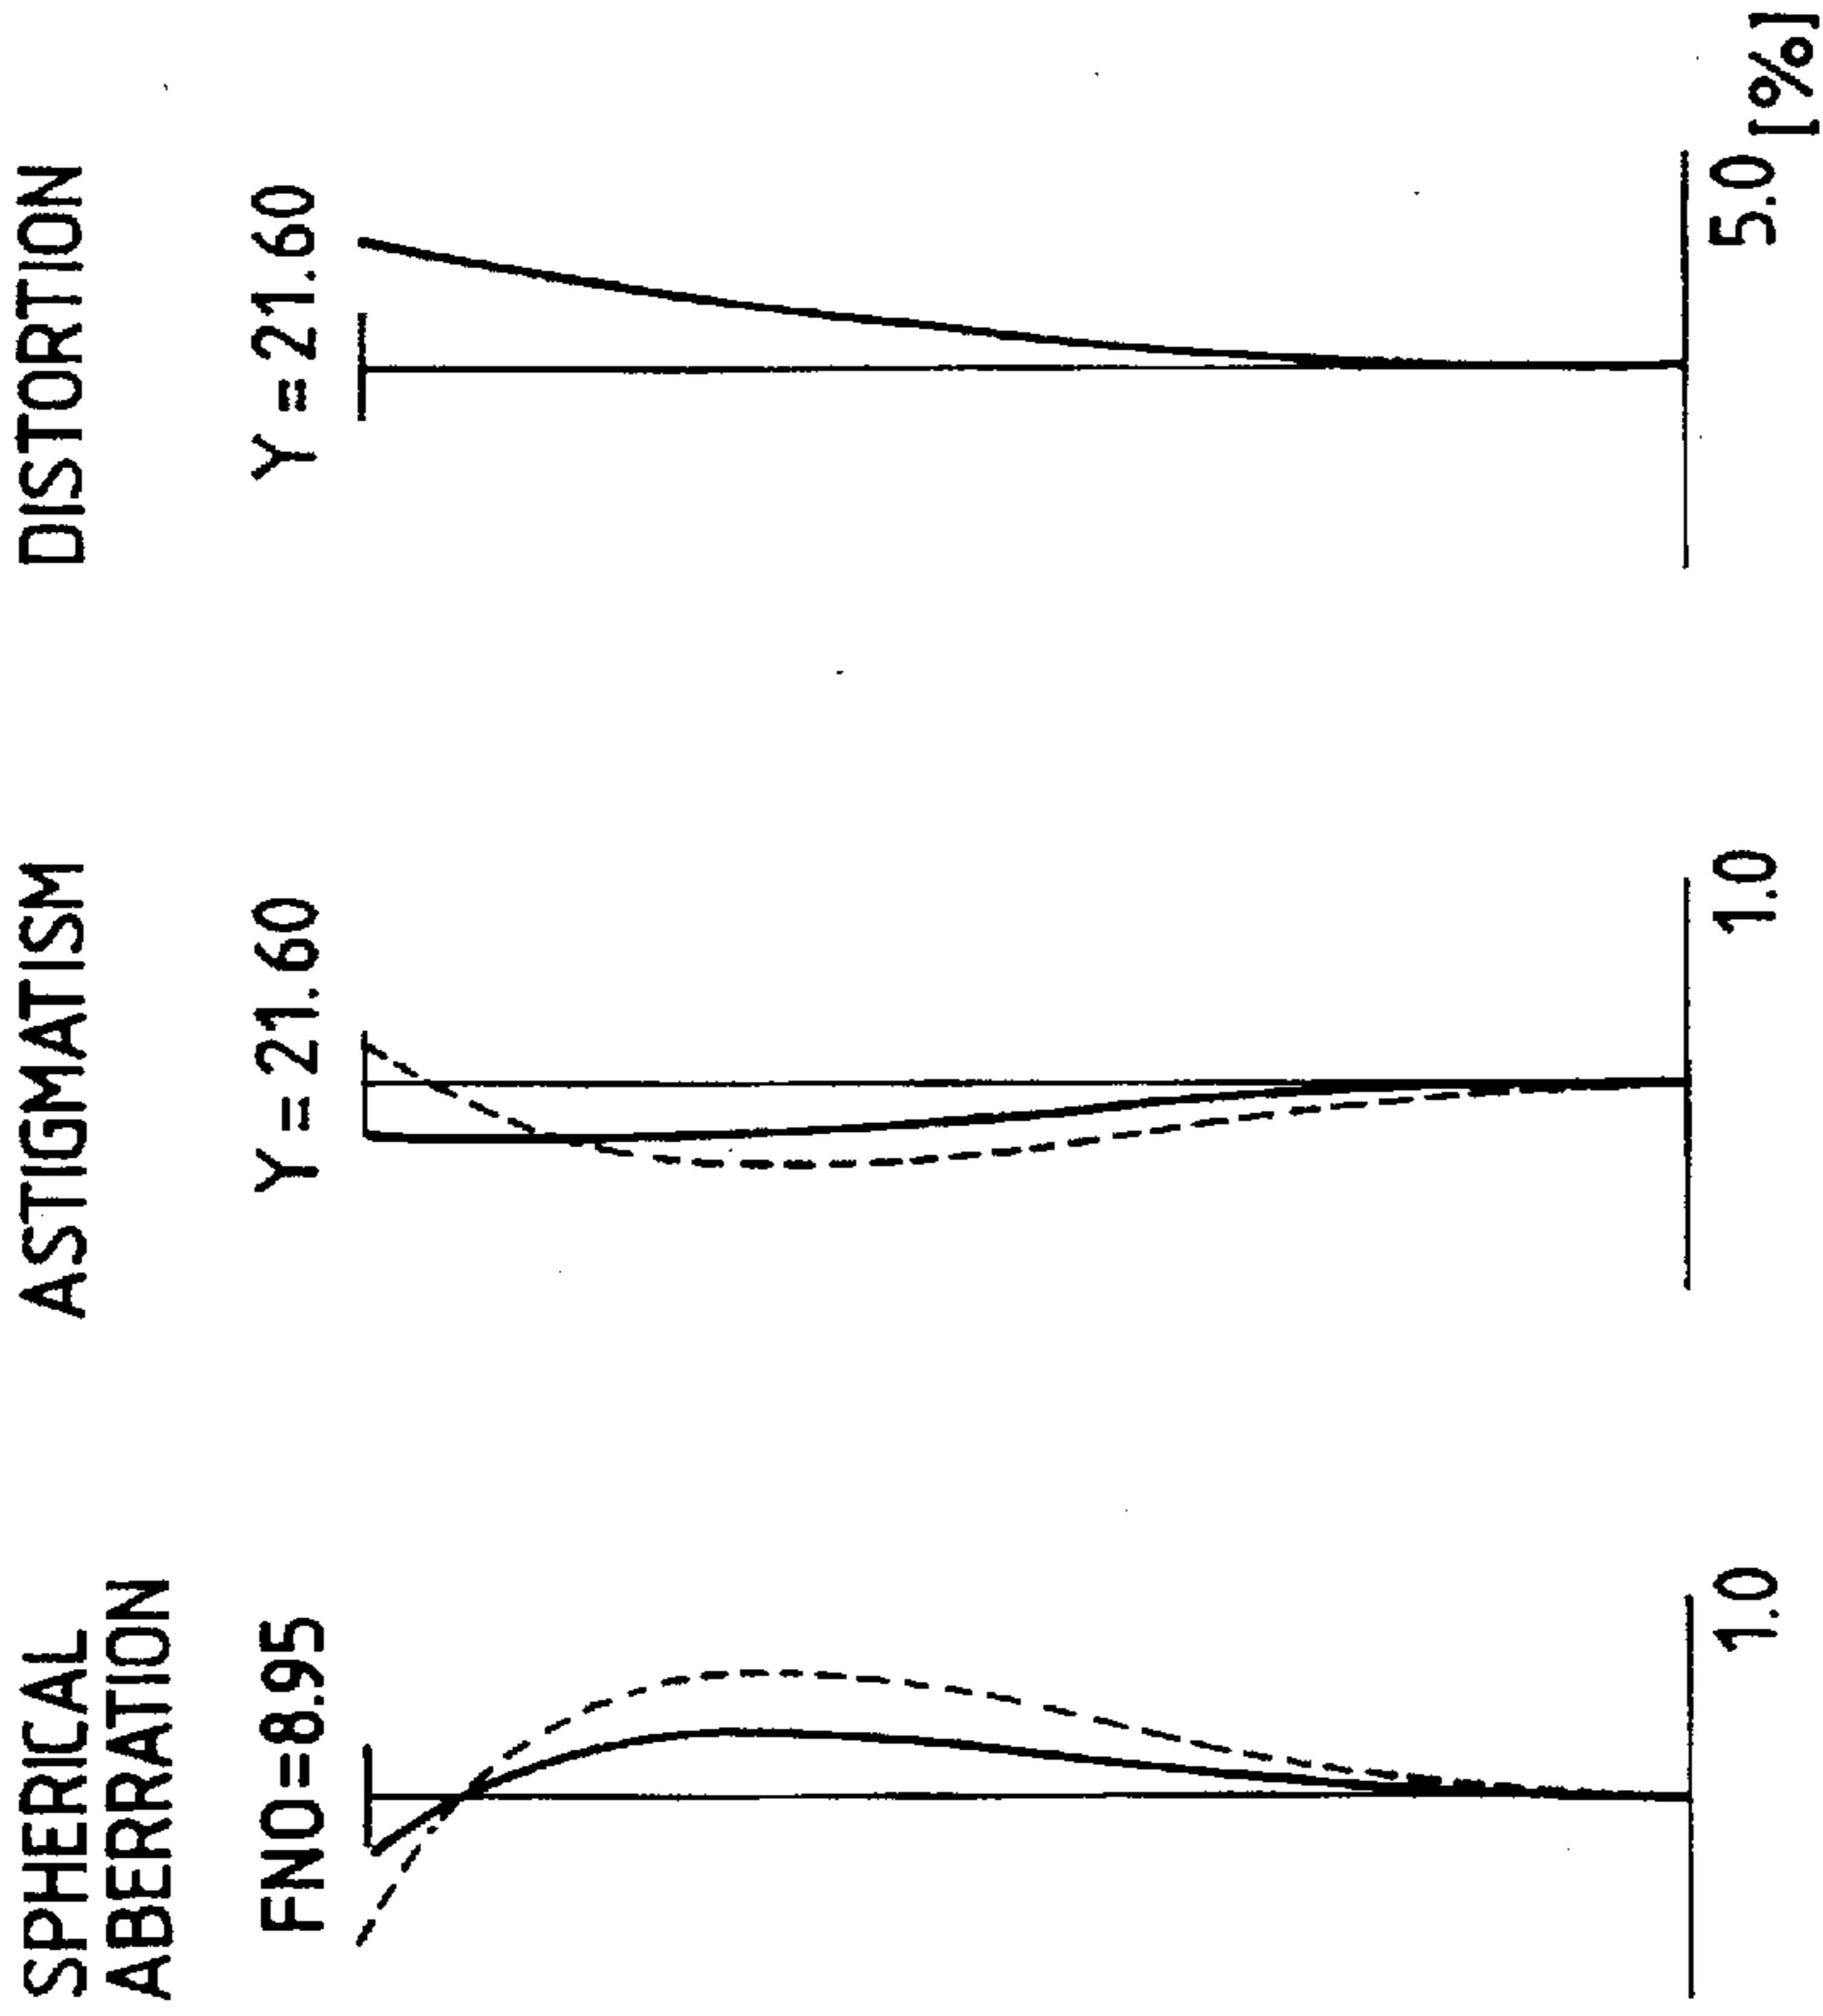 SPHERICAL
ABERRATION
FNO=8.95
1.0
ASTIGMATISM
Y=21.60
1.0
DISTORTION
Y=21.60
5.0
[%]